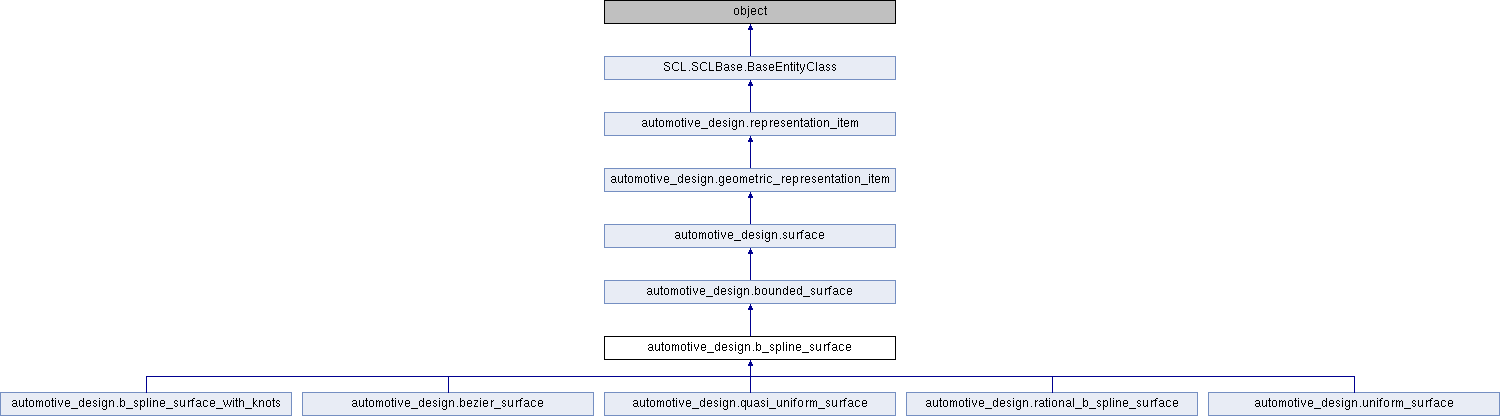 object
SCL.SCLBase.BaseEntityClass
automotive_design.representation_item
automotive_design.geometric_representation_item
automotive_design.surface
automotive_design.bounded_surface
automotive_design.b_spline_surface
automotive_design.b_spline_surface_with_knots
automotive_design.bezier_surface
automotive_design.quasi_uniform_surface
automotive_design.rational_b_spline_surface
automotive_design.uniform_surface